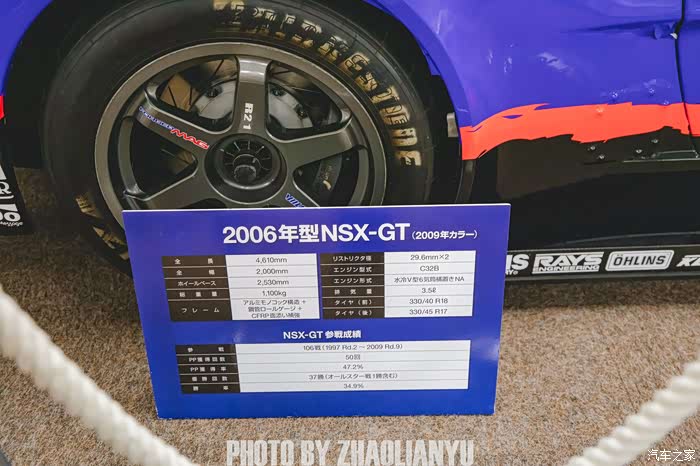 BRIDGESTONE
R21
2006年型NSX-GT (2009年カラー)
全長 4,610mm
全幅 2,000mm
ホイールベース 2,530mm
総重量 1,100kg
フレーム アルミモノコック構造+
鋼管ロールゲージ+
CFRP直添い補強
リストリクタ径 29.6mm×2
エンジン型式 C32B
エンジン形式 水冷V型6気筒横置きNA
排気量 3.5ℓ
タイヤ(前) 330/40 R18
タイヤ(後) 330/45 R17
NSX-GT 参戦成績
参戦 106戦(1997 Rd.2~2009 Rd.9)
PP獲得回数 50回
PP獲得率 47.2%
優勝回数 37勝(オールスター戦1勝含む)
勝率 34.9%
RAYS
ENGINEERING
ÖHLINS
PHOTO BY ZHAOLIANYU
汽车之家